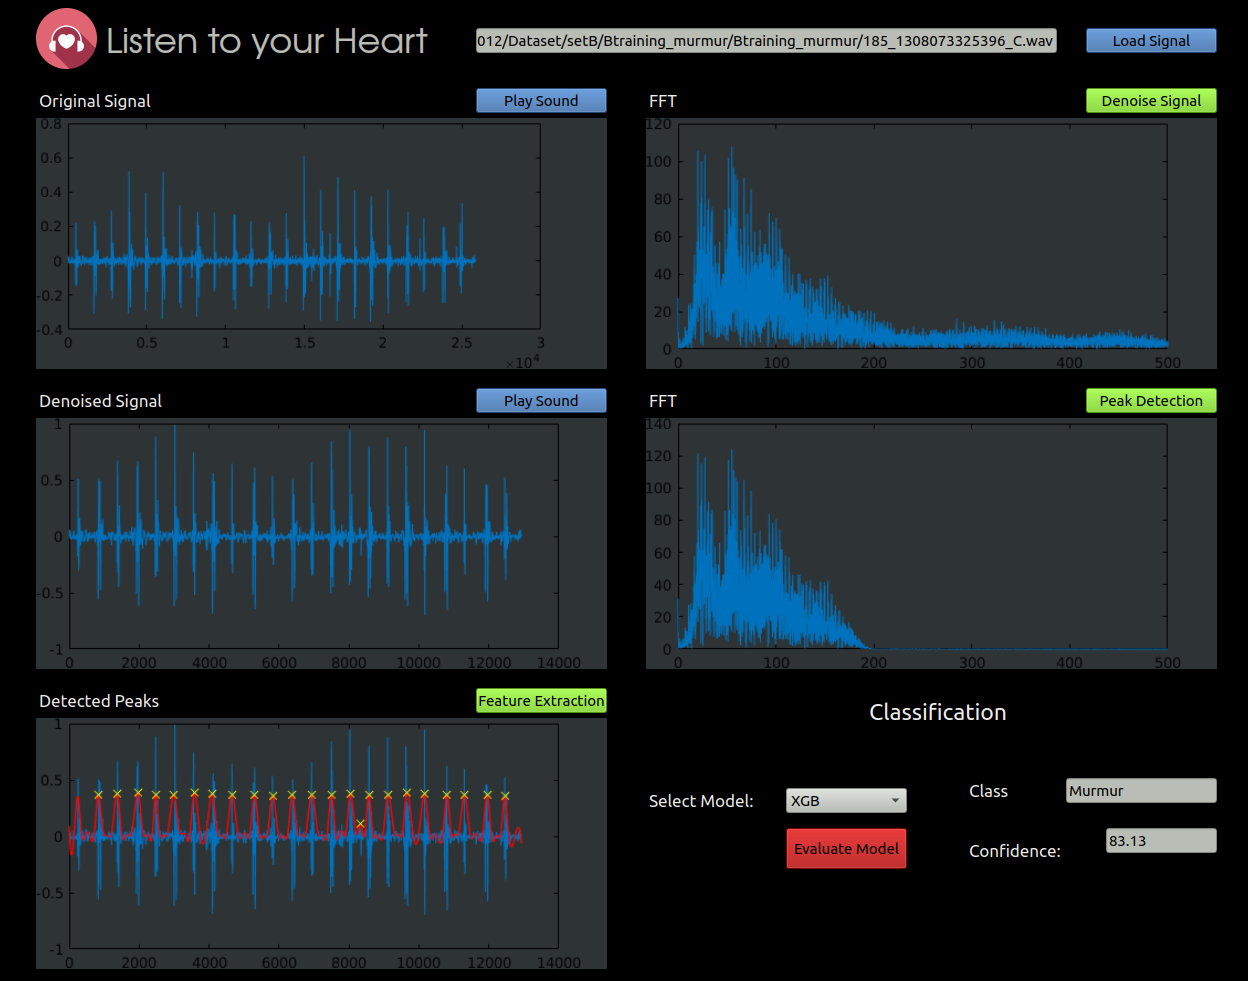 Listen to your Heart
012/Dataset/setB/Btraining_murmur/Btraining_murmur/185_1308073325396_C.wav
Load Signal
Original Signal
Play Sound
0.8
0.6
0.4
0.2
0
-0.2
-0.4
0 0.5 1 1.5 2 2.5 3
×10^4
FFT
Denoise Signal
120
100
80
60
40
20
0
0 100 200 300 400 500
Denoised Signal
Play Sound
1
0.5
0
-0.5
-1
0 2000 4000 6000 8000 10000 12000 14000
FFT
Peak Detection
140
120
100
80
60
40
20
0
0 100 200 300 400 500
Detected Peaks
Feature Extraction
1
0.5
0
-0.5
-1
0 2000 4000 6000 8000 10000 12000 14000
Classification
Select Model: XGB
Evaluate Model
Class Murmur
Confidence: 83.13